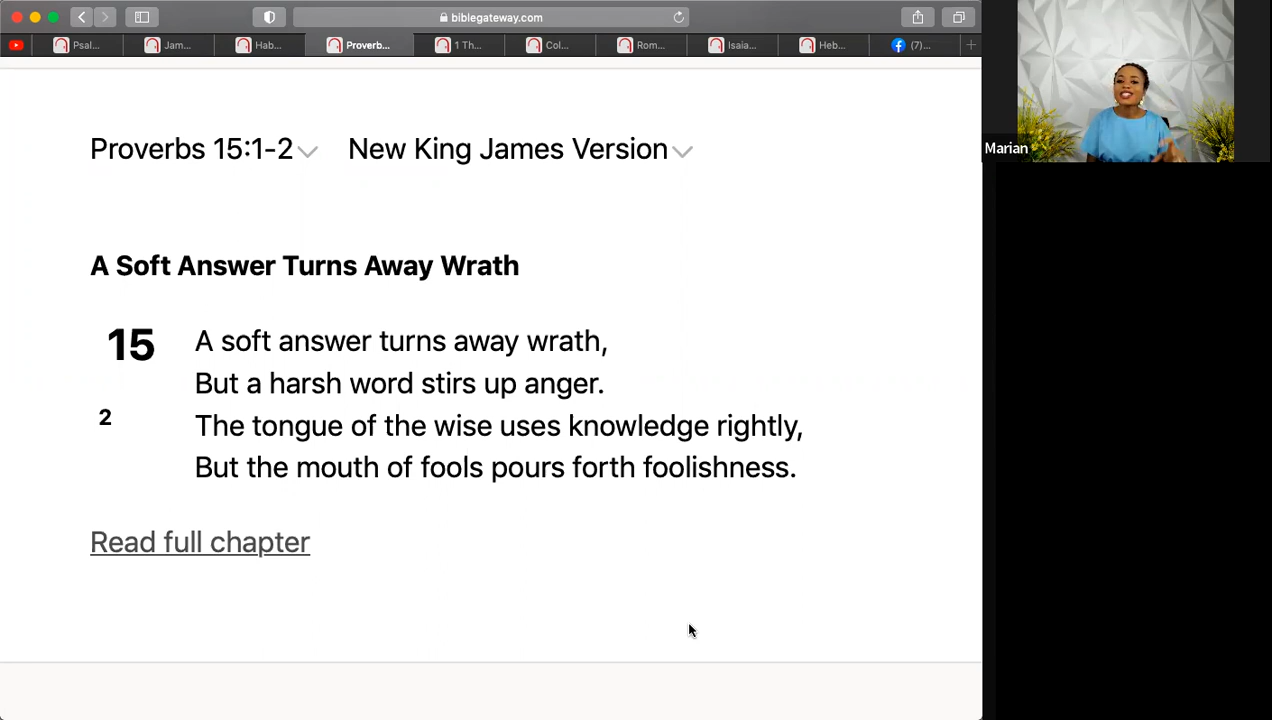 biblegateway.com
Psal...
Jam...
Hab...
Proverb...
1 Th...
Col...
Rom...
Isaia...
Heb...
(7)...
Marian
Proverbs 15:1-2 New King James Version
A Soft Answer Turns Away Wrath
15 A soft answer turns away wrath,
But a harsh word stirs up anger.
2 The tongue of the wise uses knowledge rightly,
But the mouth of fools pours forth foolishness.
Read full chapter